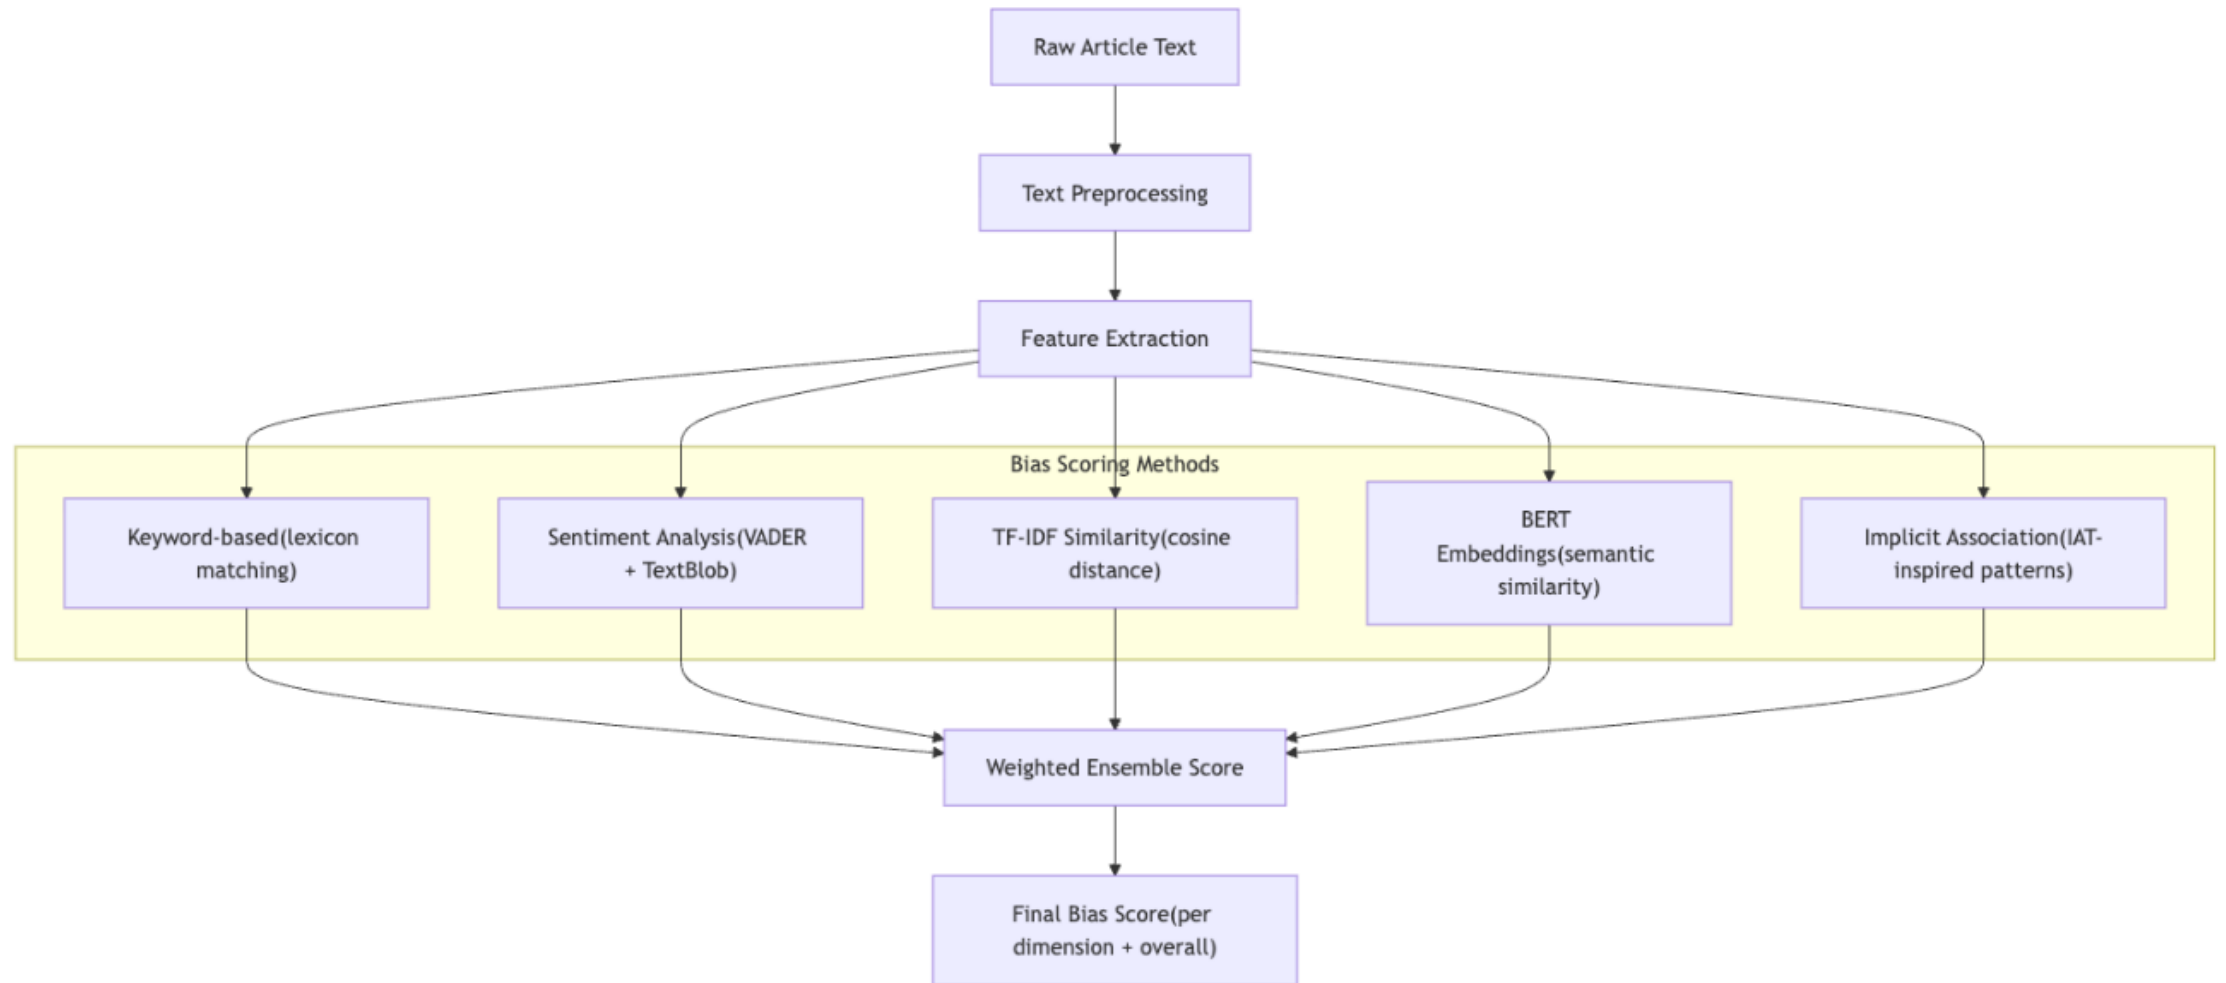 Raw Article Text
Text Preprocessing
Feature Extraction
Bias Scoring Methods
Keyword-based(lexicon
matching)
Sentiment Analysis(VADER
+ TextBlob)
TF-IDF Similarity(cosine
distance)
BERT
Embeddings(semantic
similarity)
Implicit Association(IAT-
inspired patterns)
Weighted Ensemble Score
Final Bias Score(per
dimension + overall)